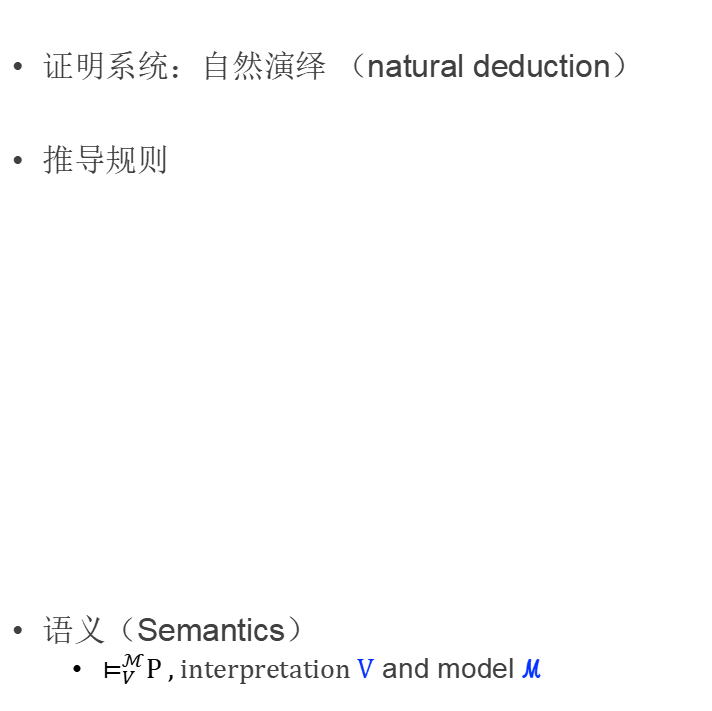 • 证明系统：自然演绎 （natural deduction）
• 推导规则
• 语义（Semantics）
• ⊨ᵥᴹ P , interpretation V and model ℳ